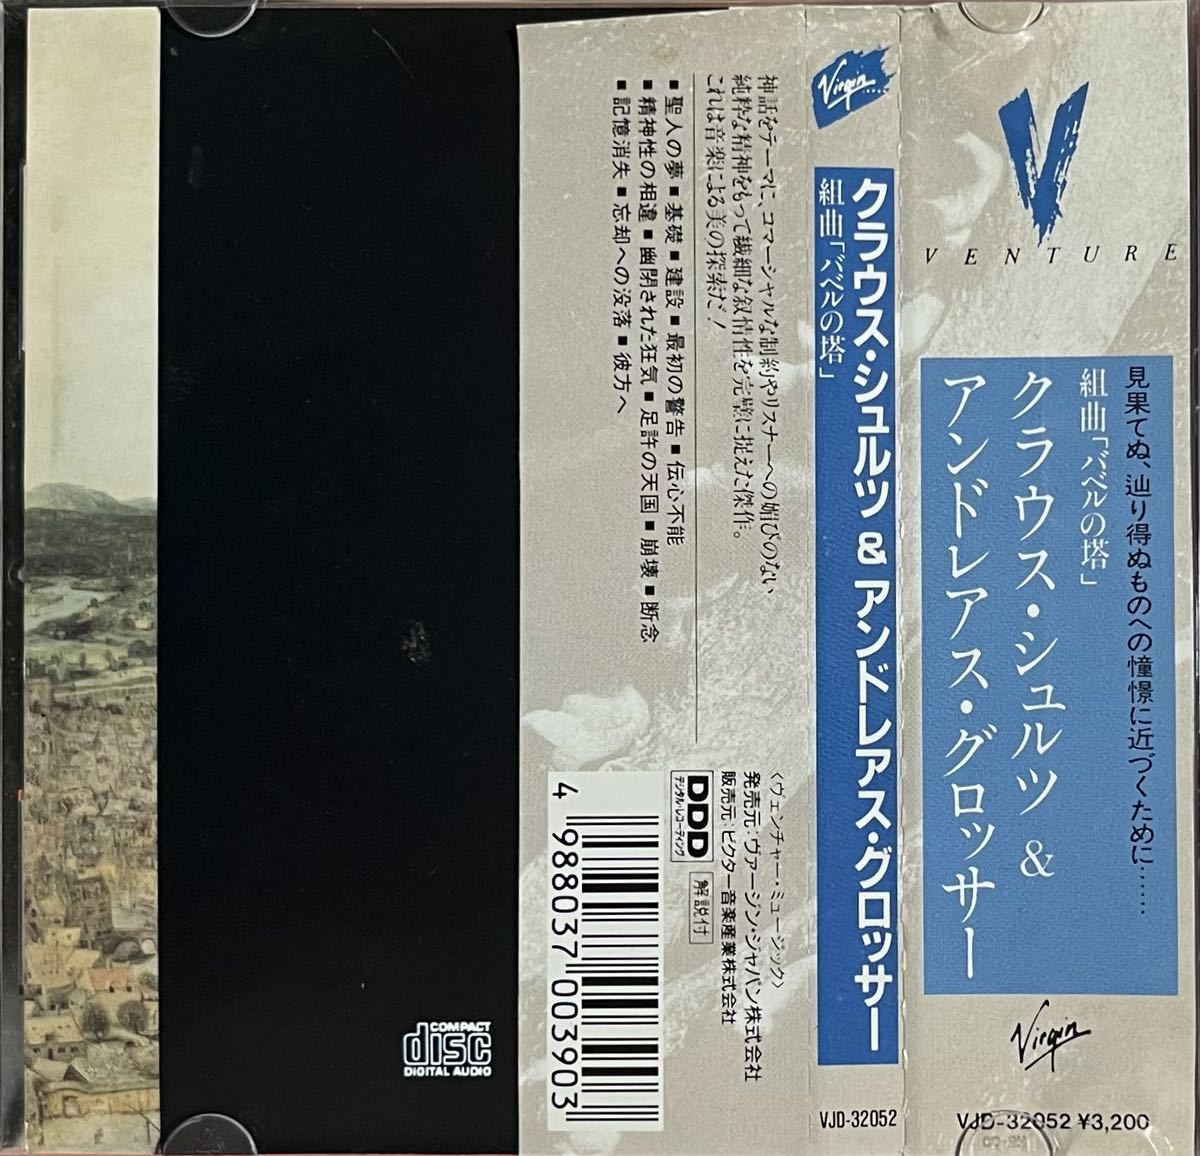 VENTURE
見果てぬ、辿り得ぬものへの憧憬に近づくために……
組曲「バベルの塔」
クラウス・シュルツ &
アンドレアス・グロッサー
Virgin
VJD-32052 ¥3,200
Virgin
クラウス・シュルツ & アンドレアス・グロッサー
組曲「バベルの塔」
VJD-32052
神話をテーマに、コマーシャルな制約やリスナーへの媚びのない
純粋な精神をもって繊細な叙情性を完璧に捉えた傑作。
これは音楽による美の探索だ!
■聖人の夢■基礎■建設■最初の警告■伝心不能
■精神性の相違■幽閉された狂気■足許の天国■崩壊■断念
■記憶消失■忘却への没落■彼方へ
〈ヴェンチャー・ミュージック〉
発売元:ヴァージン・ジャパン株式会社
販売元:ビクター音楽産業株式会社
DDD
デジタル・レコーディング
解説付
4 988037 003903
COMPACT
disc
DIGITAL AUDIO